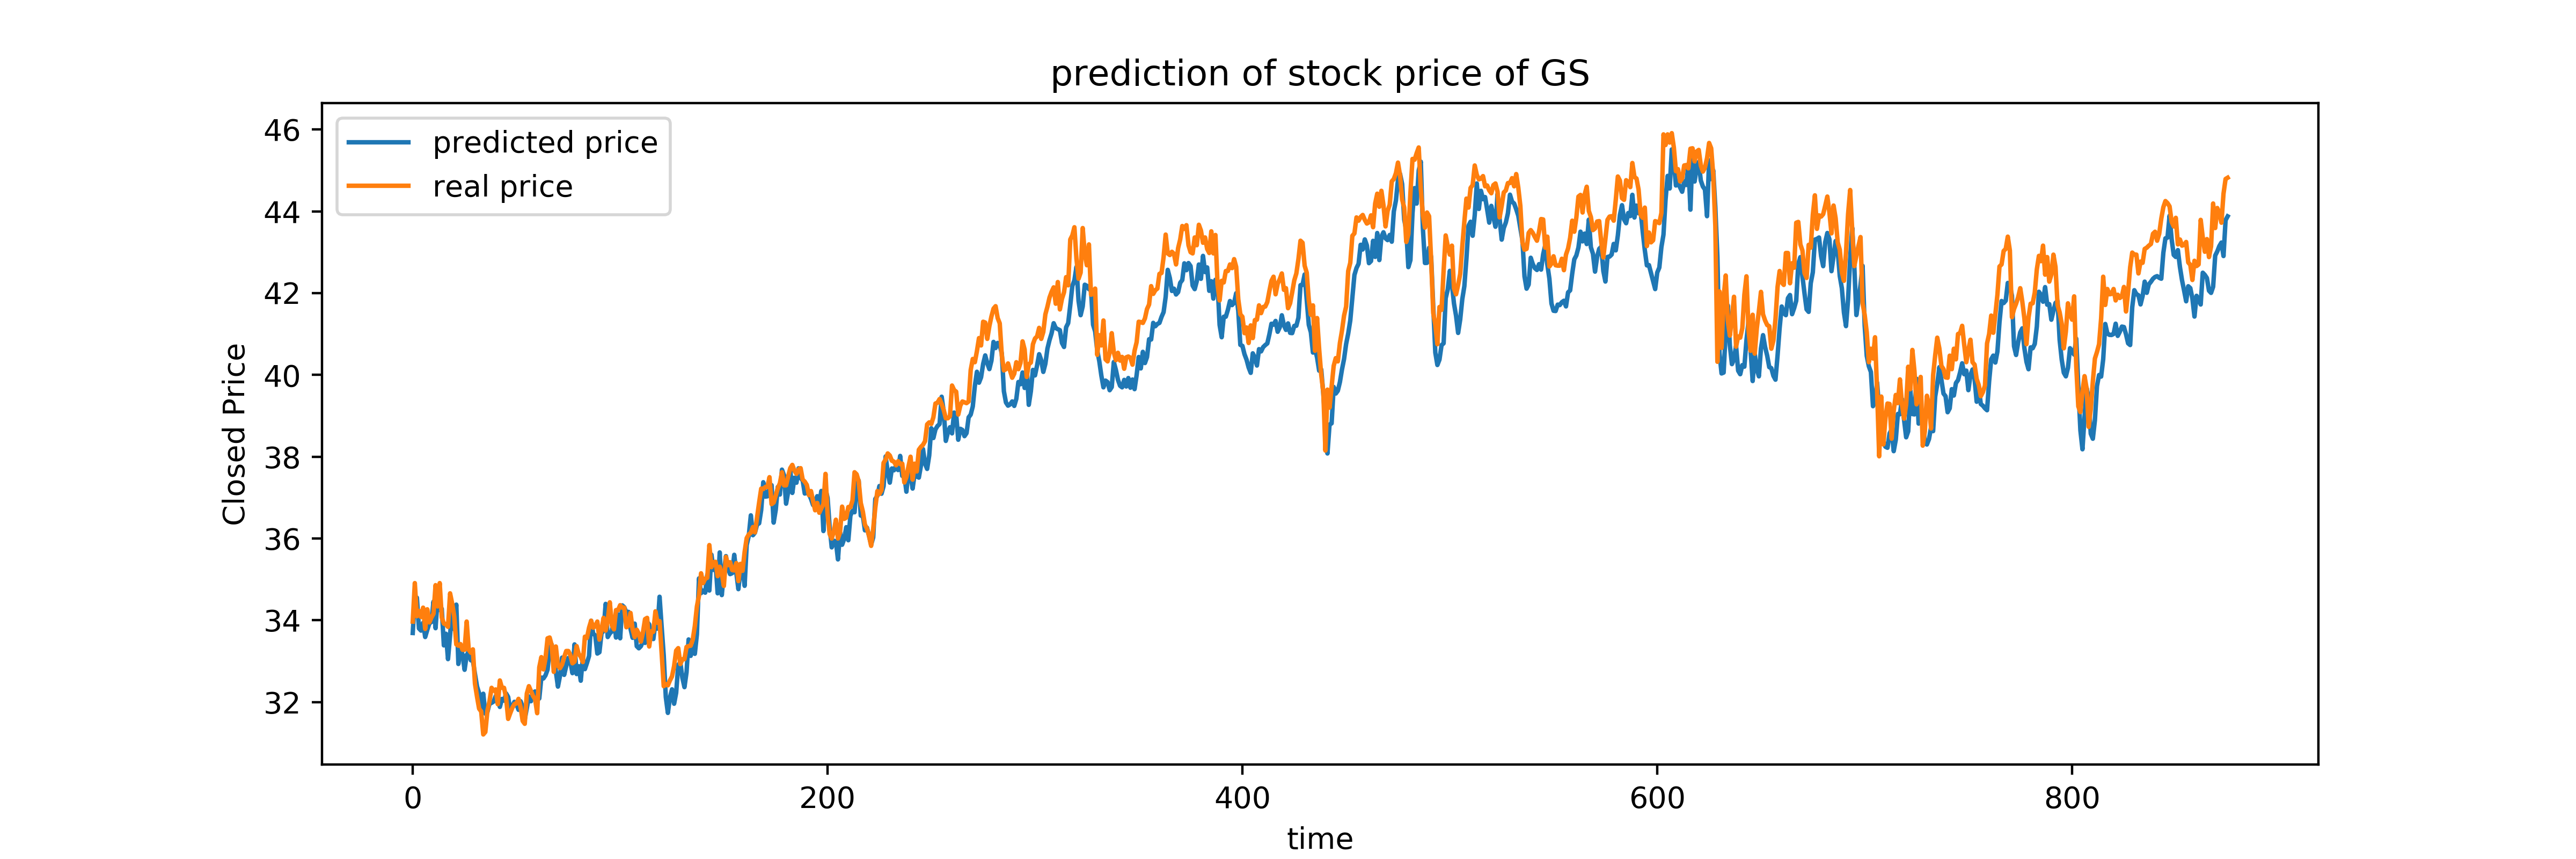 prediction of stock price of GS
predicted price
real price
Closed Price
46
44
42
40
38
36
34
32
0 200 400 600 800
time